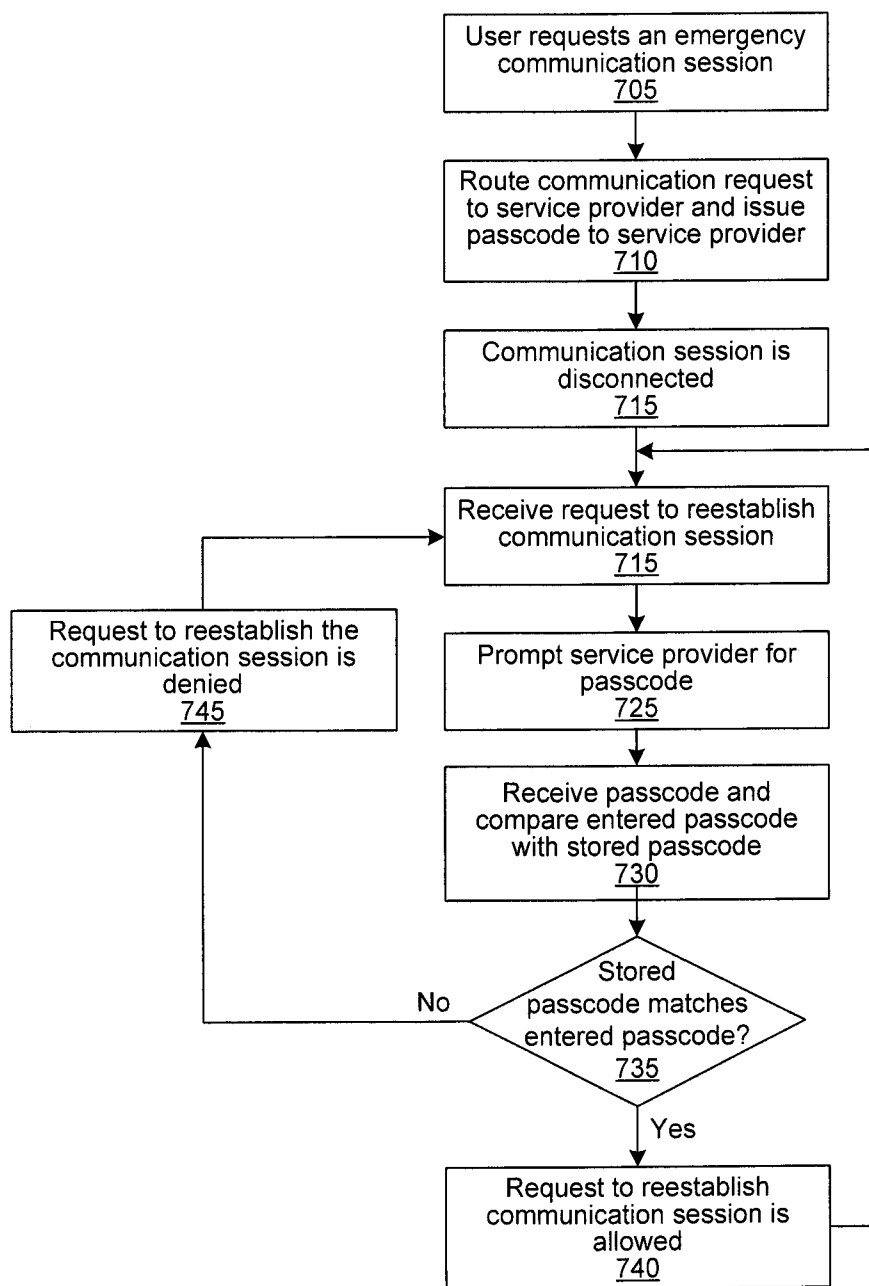 User requests an emergency
communication session
705
Route communication request
to service provider and issue
passcode to service provider
710
Communication session is
disconnected
715
Receive request to reestablish
communication session
715
Request to reestablish the
communication session is
denied
745
Prompt service provider for
passcode
725
Receive passcode and
compare entered passcode
with stored passcode
730
No
Stored
passcode matches
entered passcode?
735
Yes
Request to reestablish
communication session is
allowed
740